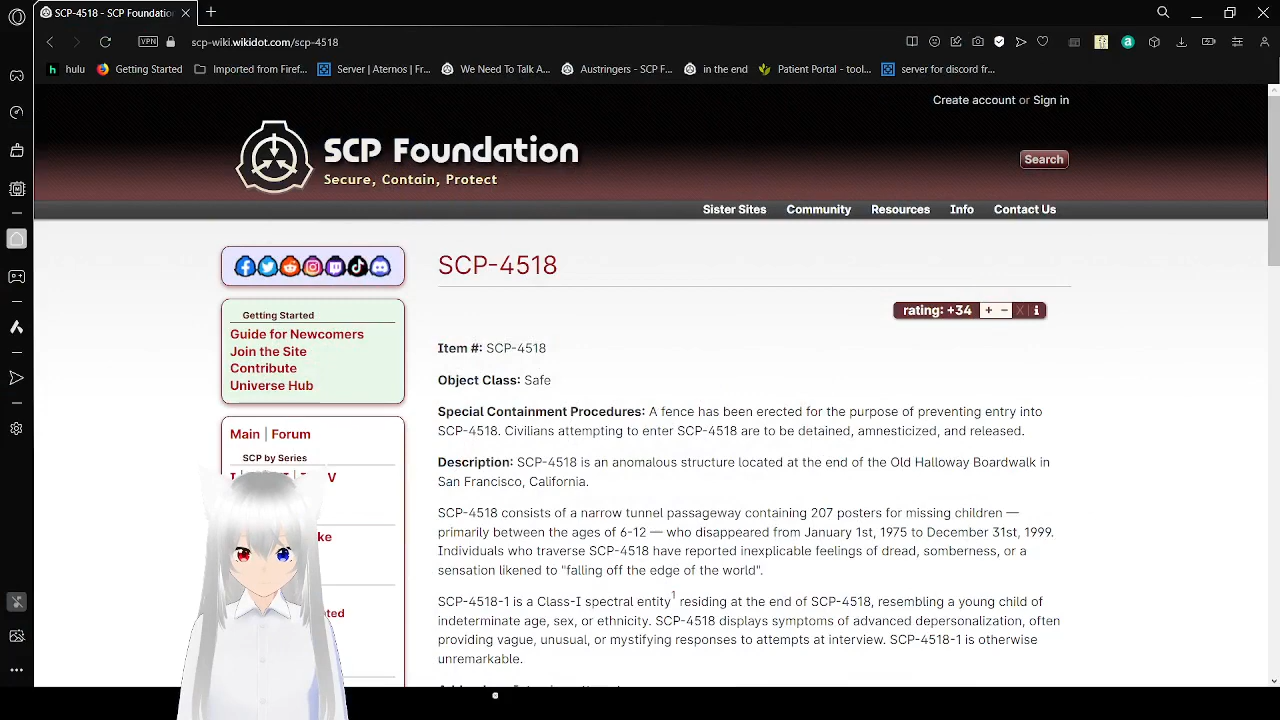 SCP-4518 - SCP Foundation
VPN
scp-wiki.wikidot.com/scp-4518
hulu
Getting Started
Imported from Firef...
Server | Aternos | Fr...
We Need To Talk A...
Austringers - SCP F...
in the end
Patient Portal - tool...
server for discord fr...
Create account or Sign in
SCP Foundation
Secure, Contain, Protect
Search
Sister Sites
Community
Resources
Info
Contact Us
Getting Started
Guide for Newcomers
Join the Site
Contribute
Universe Hub
Main | Forum
SCP by Series
V
ke
ted
SCP-4518
rating: +34 + − X i
Item #: SCP-4518
Object Class: Safe
Special Containment Procedures: A fence has been erected for the purpose of preventing entry into
SCP-4518. Civilians attempting to enter SCP-4518 are to be detained, amnesticized, and released.
Description: SCP-4518 is an anomalous structure located at the end of the Old Halloway Boardwalk in
San Francisco, California.
SCP-4518 consists of a narrow tunnel passageway containing 207 posters for missing children —
primarily between the ages of 6-12 — who disappeared from January 1st, 1975 to December 31st, 1999.
Individuals who traverse SCP-4518 have reported inexplicable feelings of dread, somberness, or a
sensation likened to "falling off the edge of the world".
SCP-4518-1 is a Class-I spectral entity1 residing at the end of SCP-4518, resembling a young child of
indeterminate age, sex, or ethnicity. SCP-4518 displays symptoms of advanced depersonalization, often
providing vague, unusual, or mystifying responses to attempts at interview. SCP-4518-1 is otherwise
unremarkable.